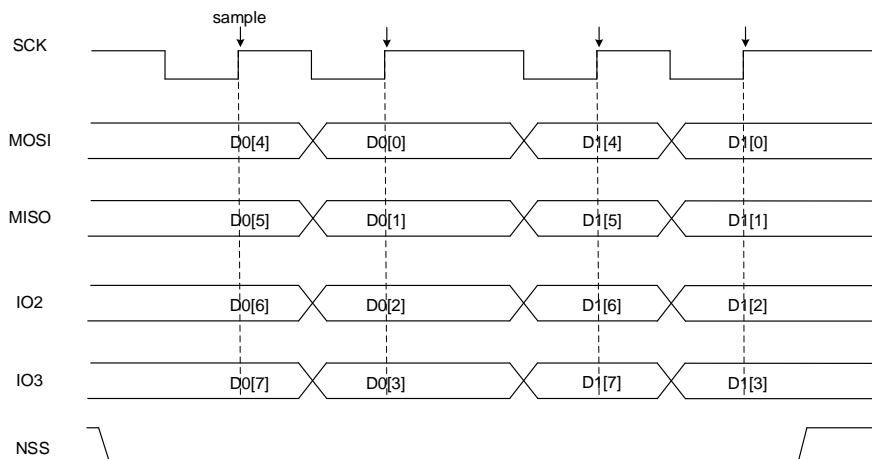 sample
SCK
MOSI D0[4] D0[0] D1[4] D1[0]
MISO D0[5] D0[1] D1[5] D1[1]
IO2 D0[6] D0[2] D1[6] D1[2]
IO3 D0[7] D0[3] D1[7] D1[3]
NSS